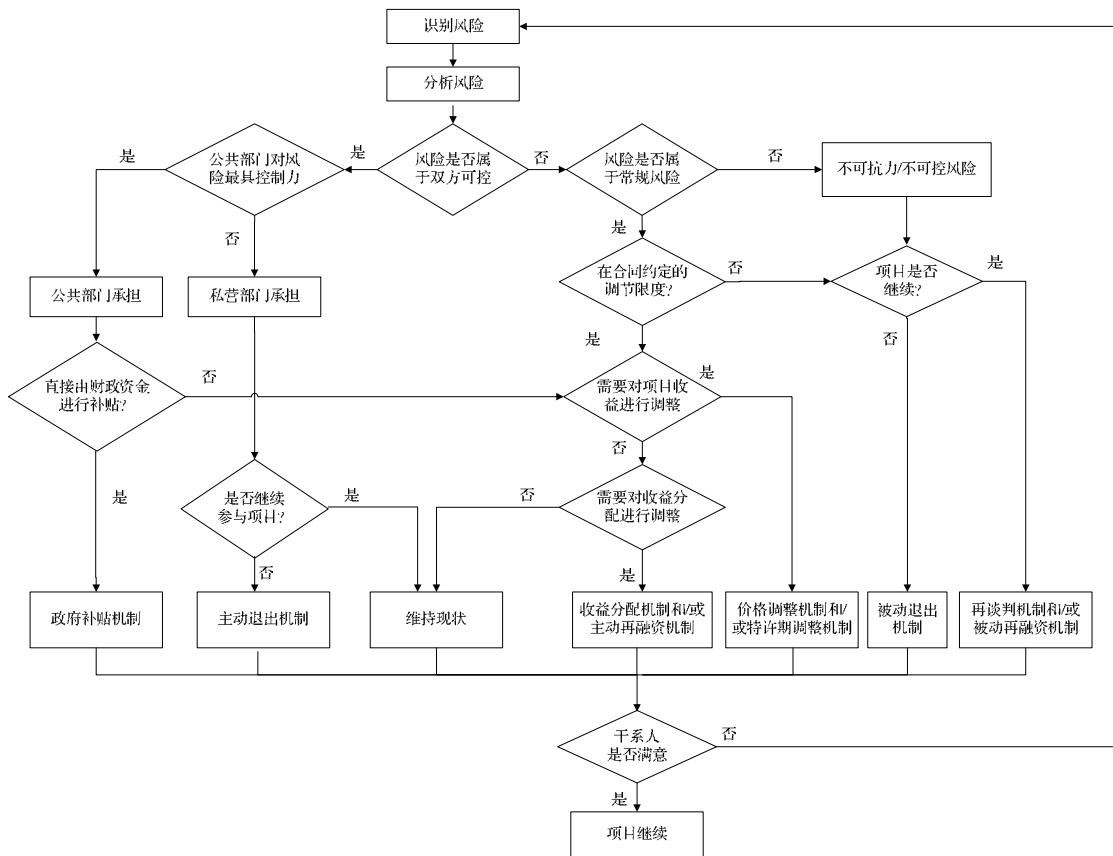 识别风险
分析风险
公共部门对风
险最具控制力
是
是
风险是否属
于双方可控
否
风险是否属
于常规风险
否
不可抗力/不可控风险
否
是
公共部门承担
私营部门承担
在合同约定的
调节限度?
否
项目是否
继续?
是
是
否
直接由财政资金
进行补贴?
否
需要对项目收
益进行调整
是
否
是
是否继续
参与项目?
是
否
需要对收益分
配进行调整
否
是
政府补贴机制
主动退出机制
维持现状
收益分配机制和/或
主动再融资机制
价格调整机制和/
或特许期调整机制
被动退出
机制
再谈判机制和/或
被动再融资机制
干系人
是否满意
否
是
项目继续